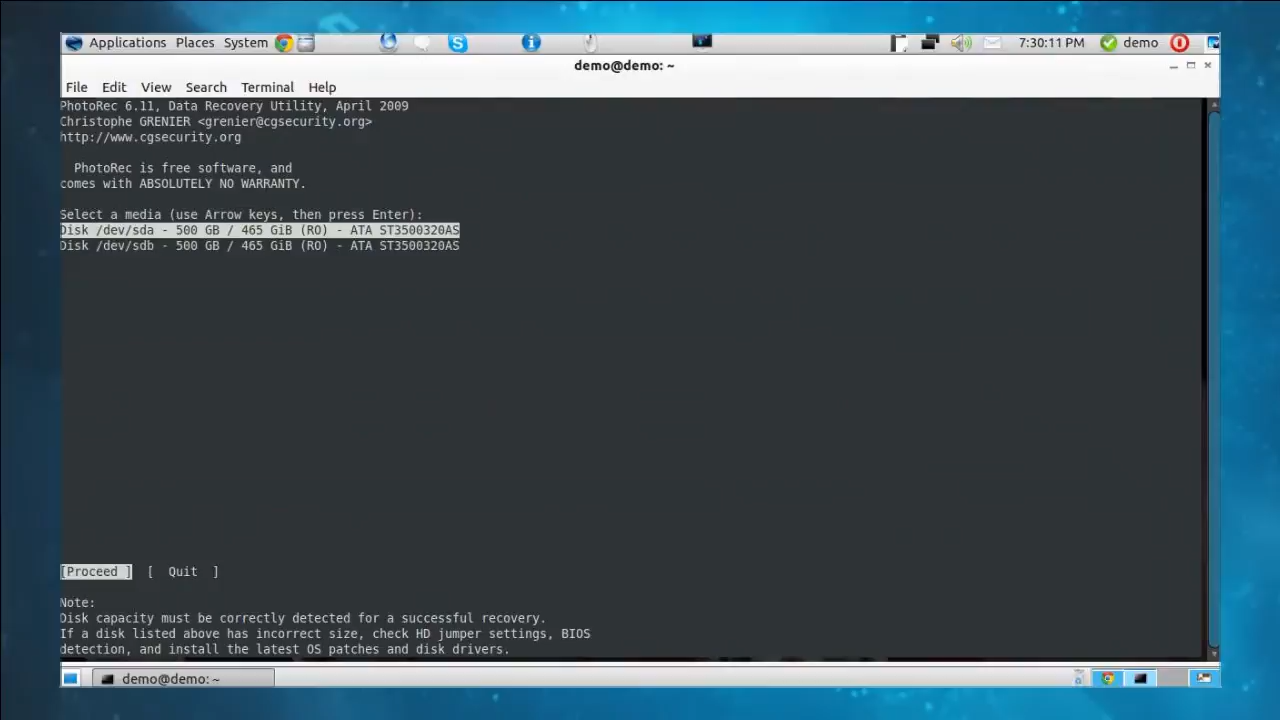 Applications Places System 7:30:11 PM demo
demo@demo: ~
File Edit View Search Terminal Help
PhotoRec 6.11, Data Recovery Utility, April 2009
Christophe GRENIER <grenier@cgsecurity.org>
http://www.cgsecurity.org
PhotoRec is free software, and
comes with ABSOLUTELY NO WARRANTY.
Select a media (use Arrow keys, then press Enter):
Disk /dev/sda - 500 GB / 465 GiB (RO) - ATA ST3500320AS
Disk /dev/sdb - 500 GB / 465 GiB (RO) - ATA ST3500320AS
[Proceed ] [ Quit ]
Note:
Disk capacity must be correctly detected for a successful recovery.
If a disk listed above has incorrect size, check HD jumper settings, BIOS
detection, and install the latest OS patches and disk drivers.
demo@demo: ~